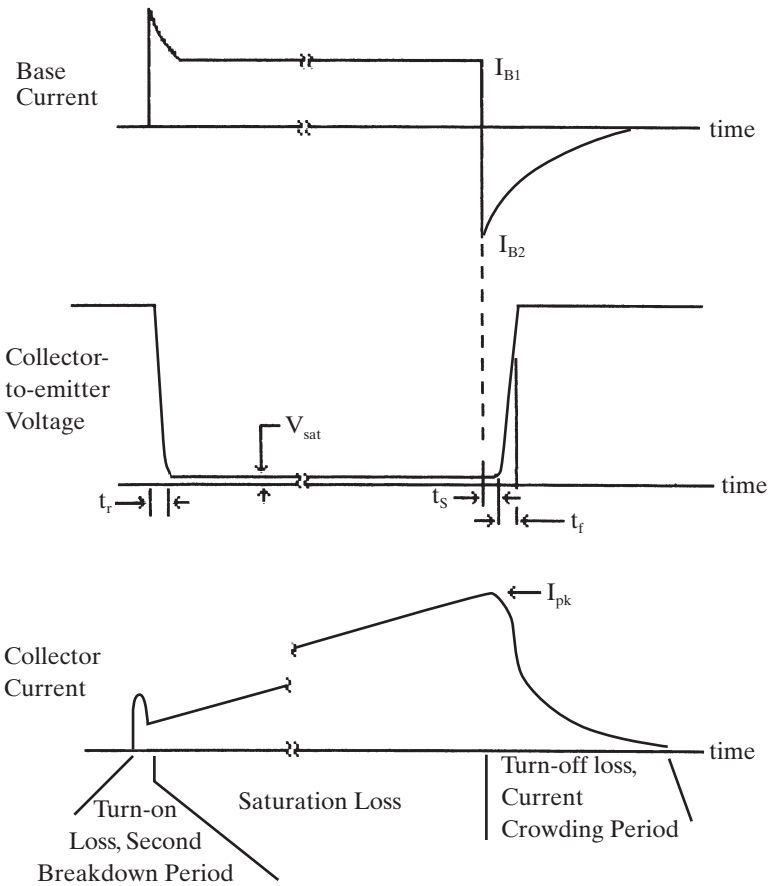 Base
Current
I_B1
time
I_B2
Collector-
to-emitter
Voltage
V_sat
time
t_r
t_S
t_f
I_pk
Collector
Current
time
Turn-on
Loss, Second
Breakdown Period
Saturation Loss
Turn-off loss,
Current
Crowding Period